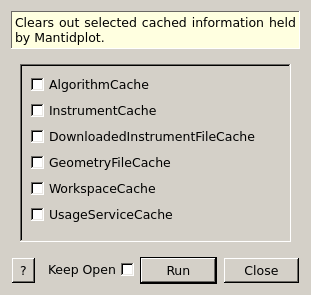 Clears out selected cached information held
by Mantidplot.
AlgorithmCache
InstrumentCache
DownloadedInstrumentFileCache
GeometryFileCache
WorkspaceCache
UsageServiceCache
? Keep Open Run Close